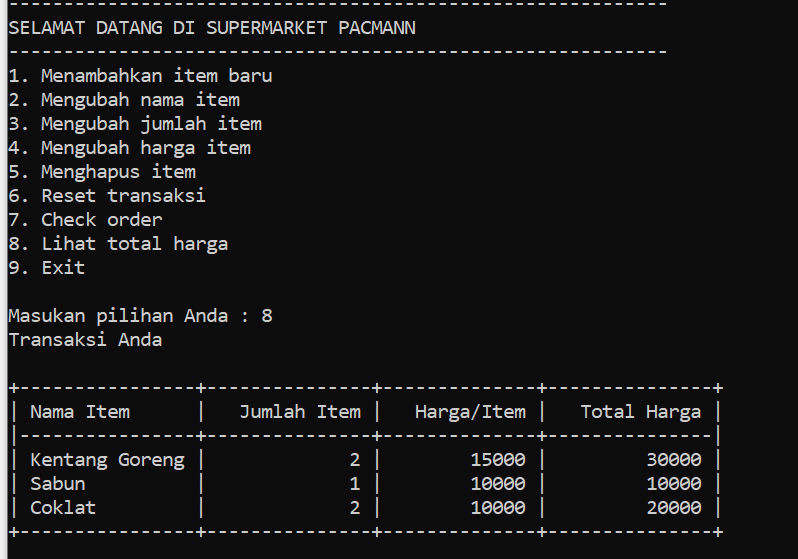 ------------------------------------------------------------
SELAMAT DATANG DI SUPERMARKET PACMANN
------------------------------------------------------------
1. Menambahkan item baru
2. Mengubah nama item
3. Mengubah jumlah item
4. Mengubah harga item
5. Menghapus item
6. Reset transaksi
7. Check order
8. Lihat total harga
9. Exit

Masukan pilihan Anda : 8
Transaksi Anda

+----------------+---------------+--------------+---------------+
| Nama Item      |   Jumlah Item |   Harga/Item |   Total Harga |
|----------------+---------------+--------------+---------------|
| Kentang Goreng |             2 |        15000 |         30000 |
| Sabun          |             1 |        10000 |         10000 |
| Coklat         |             2 |        10000 |         20000 |
+----------------+---------------+--------------+---------------+